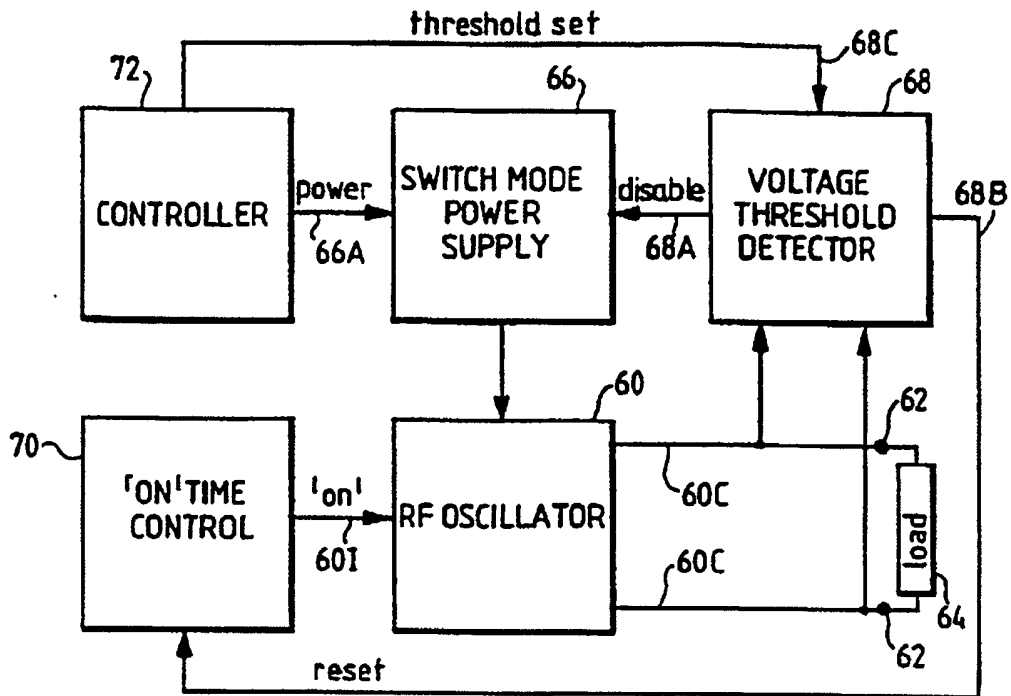 threshold set
68C
72
66
68
CONTROLLER
power
66A
SWITCH MODE
POWER
SUPPLY
disable
68A
VOLTAGE
THRESHOLD
DETECTOR
68B
60
62
70
'ON' TIME
CONTROL
'on'
60I
RF OSCILLATOR
60C
60C
load
64
62
reset